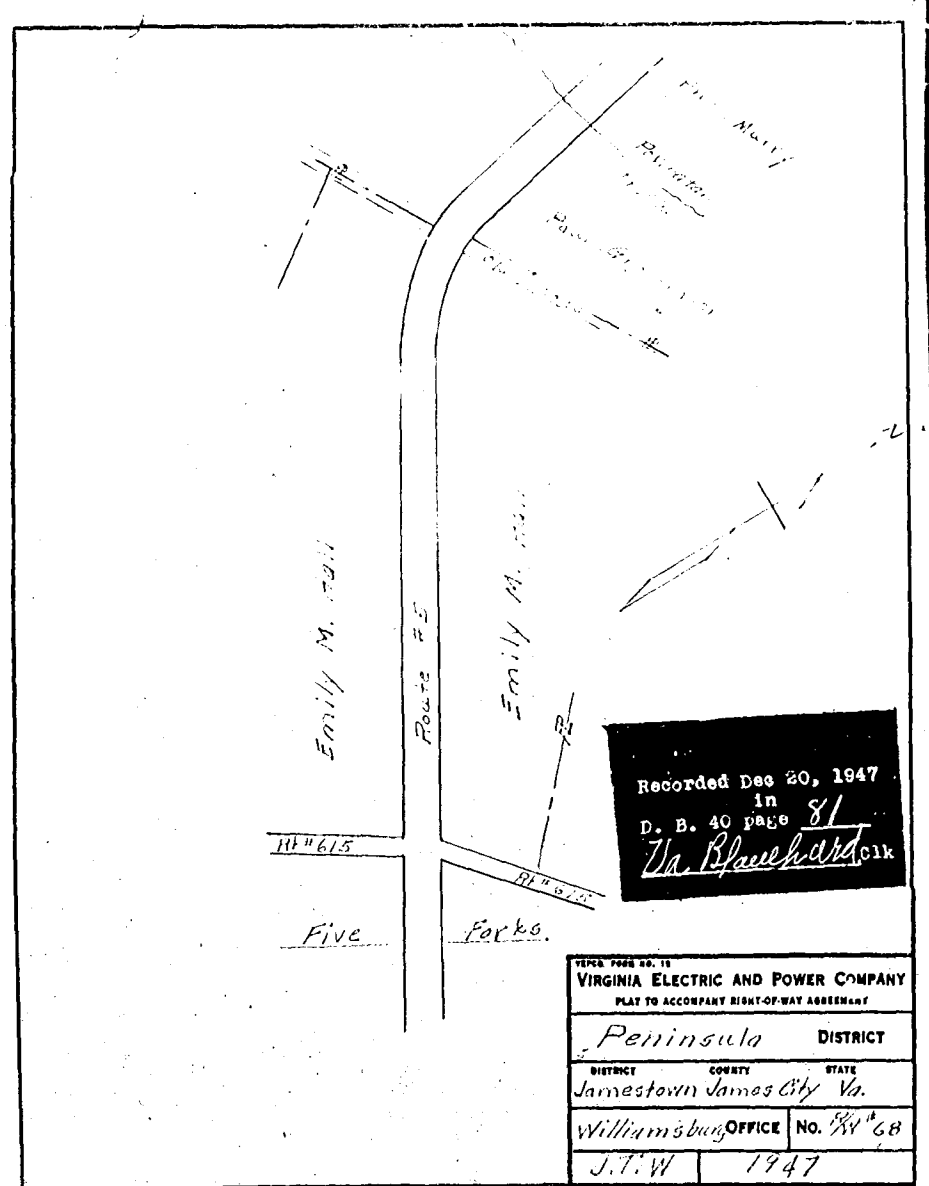 Emily M. Hall
Route #5
Emily M.
Rt #615
Rt #615
Five Forks.
Recorded Dec 20, 1947
in
D. B. 40 page 81
Va. Blanchard Clk
VIRGINIA ELECTRIC AND POWER COMPANY
PLAT TO ACCOMPANY RIGHT-OF-WAY AGREEMENT
Peninsula DISTRICT
DISTRICT COUNTY STATE
Jamestown James City Va.
Williamsburg OFFICE No. #68
J.T.W 1947